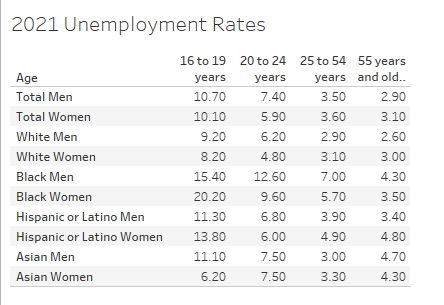 2021 Unemployment Rates
16 to 19 20 to 24 25 to 54 55 years
Age years years years and old..
Total Men 10.70 7.40 3.50 2.90
Total Women 10.10 5.90 3.60 3.10
White Men 9.20 6.20 2.90 2.60
White Women 8.20 4.80 3.10 3.00
Black Men 15.40 12.60 7.00 4.30
Black Women 20.20 9.60 5.70 3.50
Hispanic or Latino Men 11.30 6.80 3.90 3.40
Hispanic or Latino Women 13.80 6.00 4.90 4.80
Asian Men 11.10 7.50 3.00 4.70
Asian Women 6.20 7.50 3.30 4.30